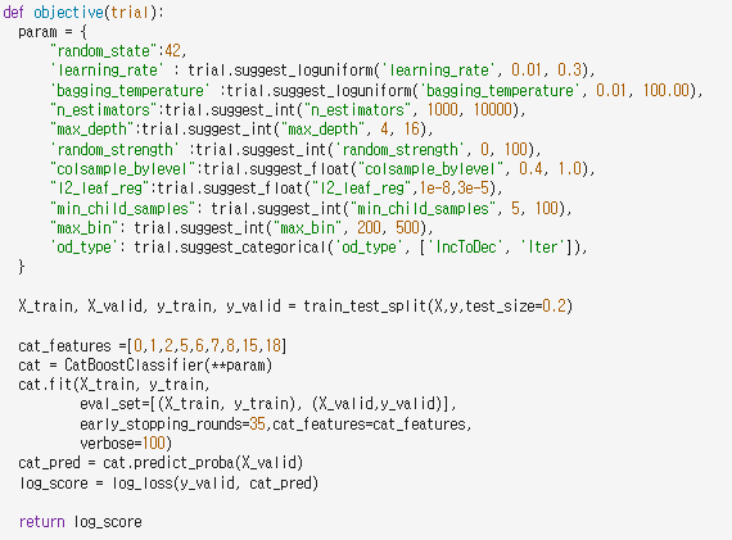 def objective(trial):
  param = {
      "random_state":42,
      'learning_rate' : trial.suggest_loguniform('learning_rate', 0.01, 0.3),
      'bagging_temperature' :trial.suggest_loguniform('bagging_temperature', 0.01, 100.00),
      "n_estimators":trial.suggest_int("n_estimators", 1000, 10000),
      "max_depth":trial.suggest_int("max_depth", 4, 16),
      'random_strength' :trial.suggest_int('random_strength', 0, 100),
      "colsample_bylevel":trial.suggest_float("colsample_bylevel", 0.4, 1.0),
      "l2_leaf_reg":trial.suggest_float("l2_leaf_reg",1e-8,3e-5),
      "min_child_samples": trial.suggest_int("min_child_samples", 5, 100),
      "max_bin": trial.suggest_int("max_bin", 200, 500),
      'od_type': trial.suggest_categorical('od_type', ['IncToDec', 'Iter']),
  }
  X_train, X_valid, y_train, y_valid = train_test_split(X,y,test_size=0.2)
  cat_features =[0,1,2,5,6,7,8,15,18]
  cat = CatBoostClassifier(**param)
  cat.fit(X_train, y_train,
          eval_set=[(X_train, y_train), (X_valid,y_valid)],
          early_stopping_rounds=35,cat_features=cat_features,
          verbose=100)
  cat_pred = cat.predict_proba(X_valid)
  log_score = log_loss(y_valid, cat_pred)
  return log_score